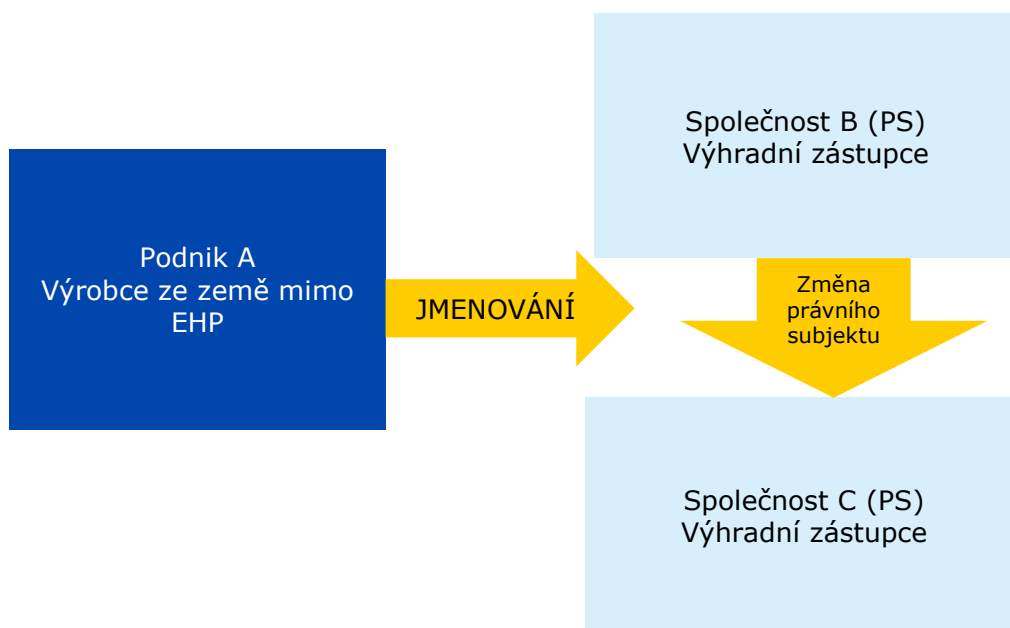 Společnost B (PS)
Výhradní zástupce
Podnik A
Výrobce ze země mimo
EHP
JMENOVÁNÍ
Změna
právního
subjektu
Společnost C (PS)
Výhradní zástupce